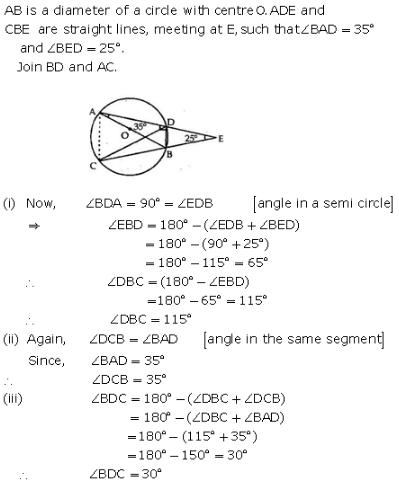 AB is a diameter of a circle with centre O. ADE and
CBE are straight lines, meeting at E, such that∠BAD = 35°
and ∠BED = 25°.
Join BD and AC.
A
D
35°
O
25°
E
B
C
(i) Now, ∠BDA = 90° = ∠EDB [angle in a semi circle]
⇒ ∠EBD = 180° − (∠EDB + ∠BED)
= 180° − (90° + 25°)
= 180° − 115° = 65°
∴ ∠DBC = (180° − ∠EBD)
=180° − 65° = 115°
∴ ∠DBC = 115°
(ii) Again, ∠DCB = ∠BAD [angle in the same segment]
Since, ∠BAD = 35°
∴ ∠DCB = 35°
(iii) ∠BDC = 180° − (∠DBC + ∠DCB)
= 180° − (∠DBC + ∠BAD)
=180° − (115° + 35°)
=180° − 150° = 30°
∴ ∠BDC = 30°